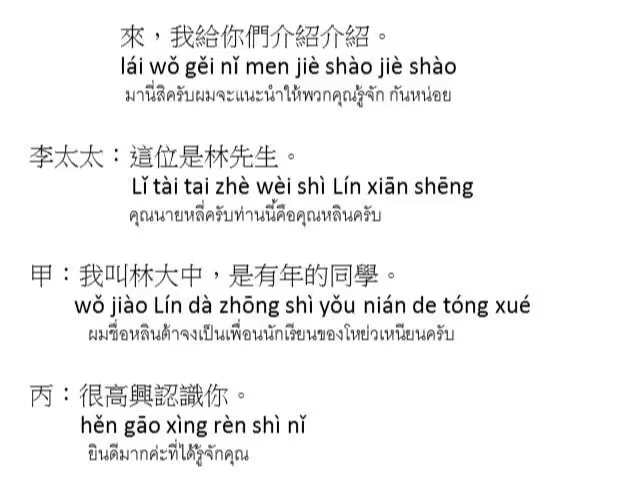 來，我給你們介紹介紹。
lái wǒ gěi nǐ men jiè shào jiè shào
มานี่สิครับผมจะแนะนำให้พวกคุณรู้จัก กันหน่อย
李太太：這位是林先生。
Lǐ tài tai zhè wèi shì Lín xiān shēng
คุณนายหลี่ครับท่านนี้คือคุณหลินครับ
甲：我叫林大中，是有年的同學。
wǒ jiào Lín dà zhōng shì yǒu nián de tóng xué
ผมชื่อหลินต้าจงเป็นเพื่อนนักเรียนของโหย่วเหนียนครับ
丙：很高興認識你。
hěn gāo xìng rèn shì nǐ
ยินดีมากค่ะที่ได้รู้จักคุณ